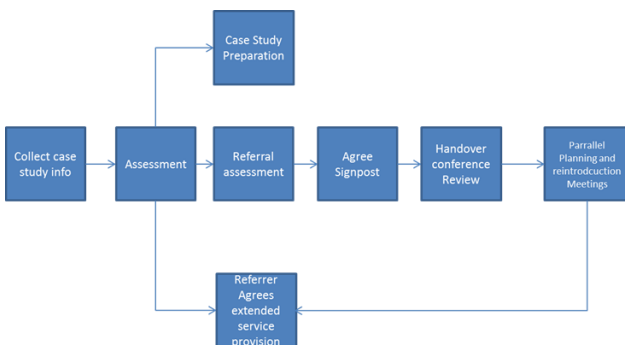 Case Study
Preparation
Collect case
study info
Assessment
Referral
assessment
Agree
Signpost
Handover
conference
Review
Parrallel
Planning and
reintrodcuction
Meetings
Referrer
Agrees
extended
service
provision